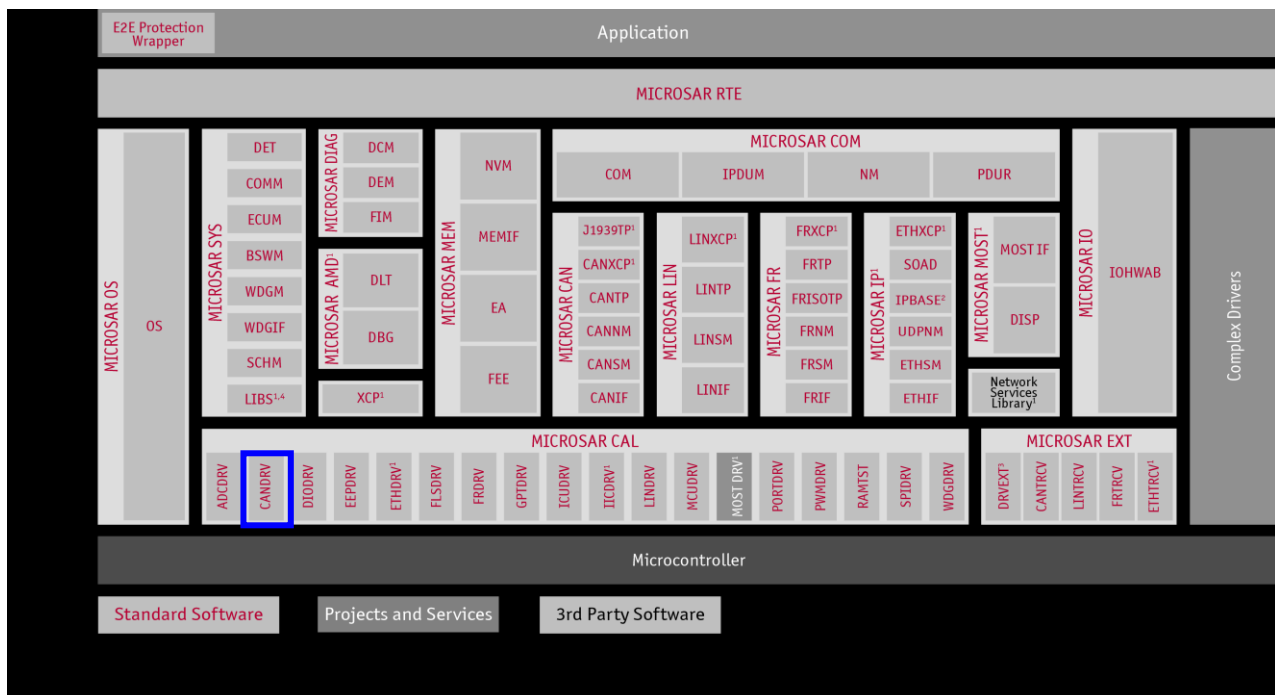 E2E Protection
Wrapper
Application
MICROSAR RTE
MICROSAR OS
OS
MICROSAR SYS
DET
COMM
ECUM
BSWM
WDGM
WDGIF
SCHM
LIBS¹,⁴
MICROSAR DIAG
DCM
DEM
FIM
MICROSAR AMD¹
DLT
DBG
XCP¹
MICROSAR MEM
NVM
MEMIF
EA
FEE
MICROSAR COM
COM
IPDUM
NM
PDUR
MICROSAR CAN
J1939TP¹
CANXCP¹
CANTP
CANNM
CANSM
CANIF
MICROSAR LIN
LINXCP¹
LINTP
LINSM
LINIF
MICROSAR FR
FRXCP¹
FRTP
FRISOTP
FRNM
FRSM
FRIF
MICROSAR IP¹
ETHXCP¹
SOAD
IPBASE²
UDPNM
ETHSM
ETHIF
MICROSAR MOST¹
MOST IF
DISP
Network
Services
Library¹
MICROSAR IO
IOHWAB
Complex Drivers
MICROSAR CAL
ADCDRV
CANDRV
DIODRV
EEPDRV
ETHDRV¹
FLSDRV
FRDRV
GPTDRV
ICUDRV
IICDRV¹
LINDRV
MCUDRV
MOST DRV¹
PORTDRV
PWMDRV
RAMTST
SPIDRV
WDGDRV
MICROSAR EXT
DRVEXT³
CANTRCV
LINTRCV
FRTRCV
ETHTRCV¹
Microcontroller
Standard Software
Projects and Services
3rd Party Software